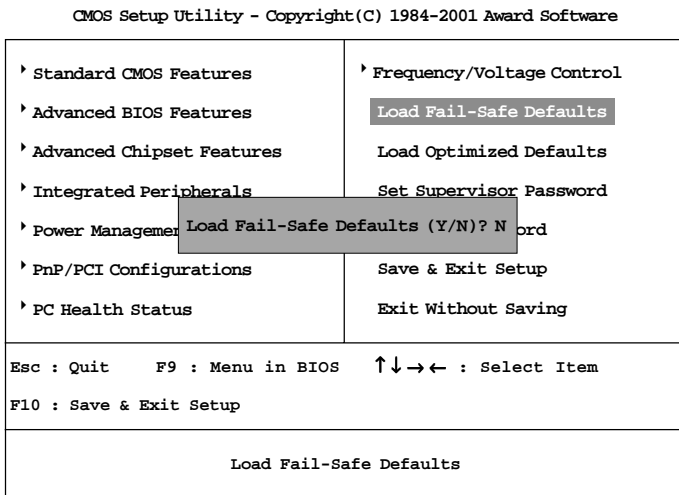 CMOS Setup Utility - Copyright(C) 1984-2001 Award Software
Standard CMOS Features
Advanced BIOS Features
Advanced Chipset Features
Integrated Peripherals
Power Managemen
PnP/PCI Configurations
PC Health Status
Frequency/Voltage Control
Load Fail-Safe Defaults
Load Optimized Defaults
Set Supervisor Password
ord
Save & Exit Setup
Exit Without Saving
Load Fail-Safe Defaults (Y/N)? N
Esc : Quit F9 : Menu in BIOS ↑↓→← : Select Item
F10 : Save & Exit Setup
Load Fail-Safe Defaults